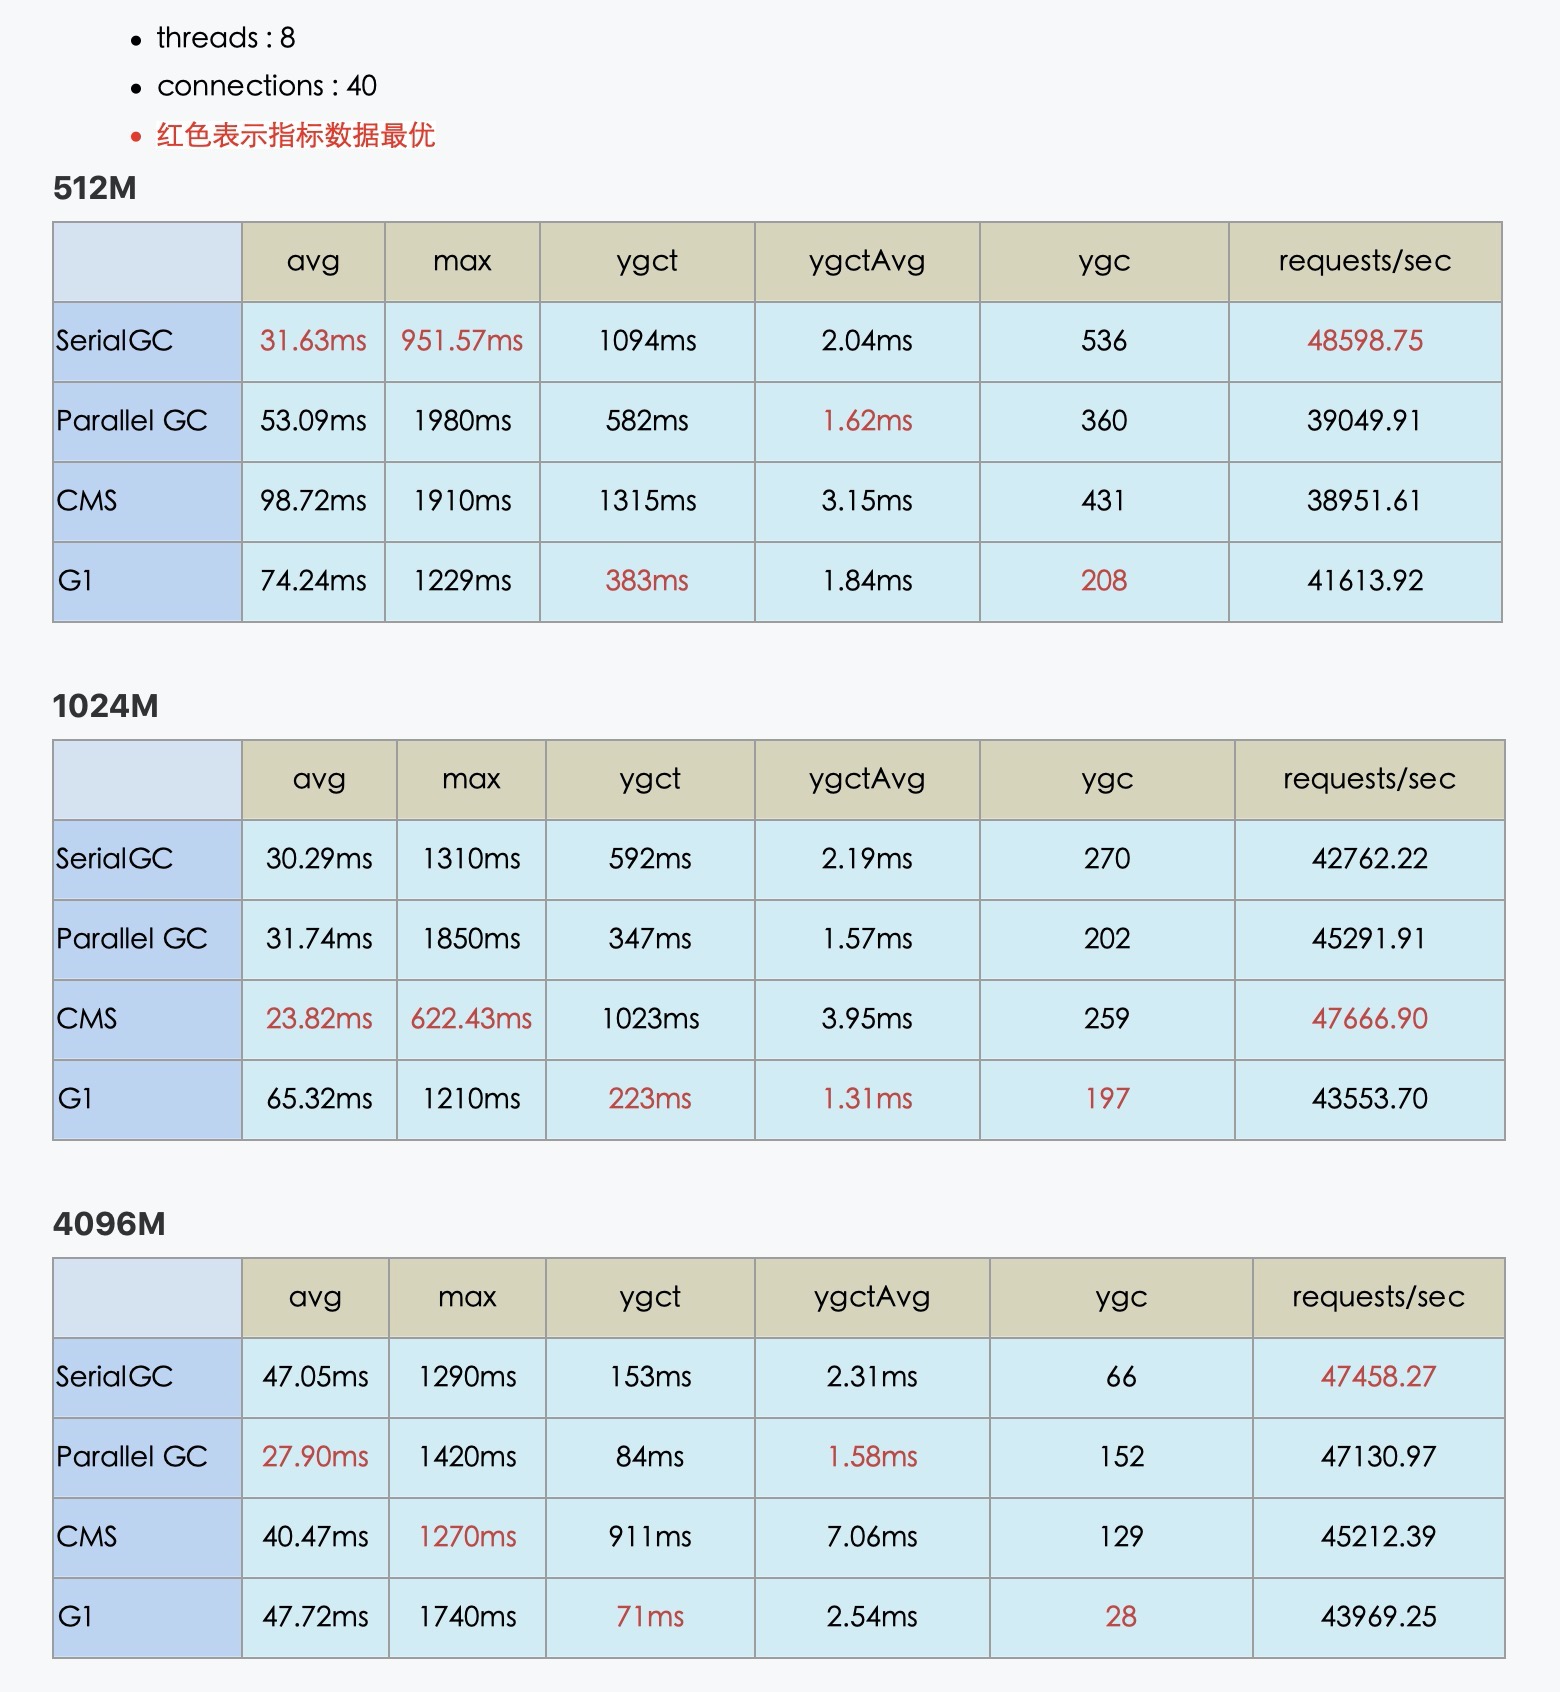 threads : 8
connections : 40
红色表示指标数据最优
512M
avg max ygct ygctAvg ygc requests/sec
SerialGC 31.63ms 951.57ms 1094ms 2.04ms 536 48598.75
Parallel GC 53.09ms 1980ms 582ms 1.62ms 360 39049.91
CMS 98.72ms 1910ms 1315ms 3.15ms 431 38951.61
G1 74.24ms 1229ms 383ms 1.84ms 208 41613.92
1024M
avg max ygct ygctAvg ygc requests/sec
SerialGC 30.29ms 1310ms 592ms 2.19ms 270 42762.22
Parallel GC 31.74ms 1850ms 347ms 1.57ms 202 45291.91
CMS 23.82ms 622.43ms 1023ms 3.95ms 259 47666.90
G1 65.32ms 1210ms 223ms 1.31ms 197 43553.70
4096M
avg max ygct ygctAvg ygc requests/sec
SerialGC 47.05ms 1290ms 153ms 2.31ms 66 47458.27
Parallel GC 27.90ms 1420ms 84ms 1.58ms 152 47130.97
CMS 40.47ms 1270ms 911ms 7.06ms 129 45212.39
G1 47.72ms 1740ms 71ms 2.54ms 28 43969.25